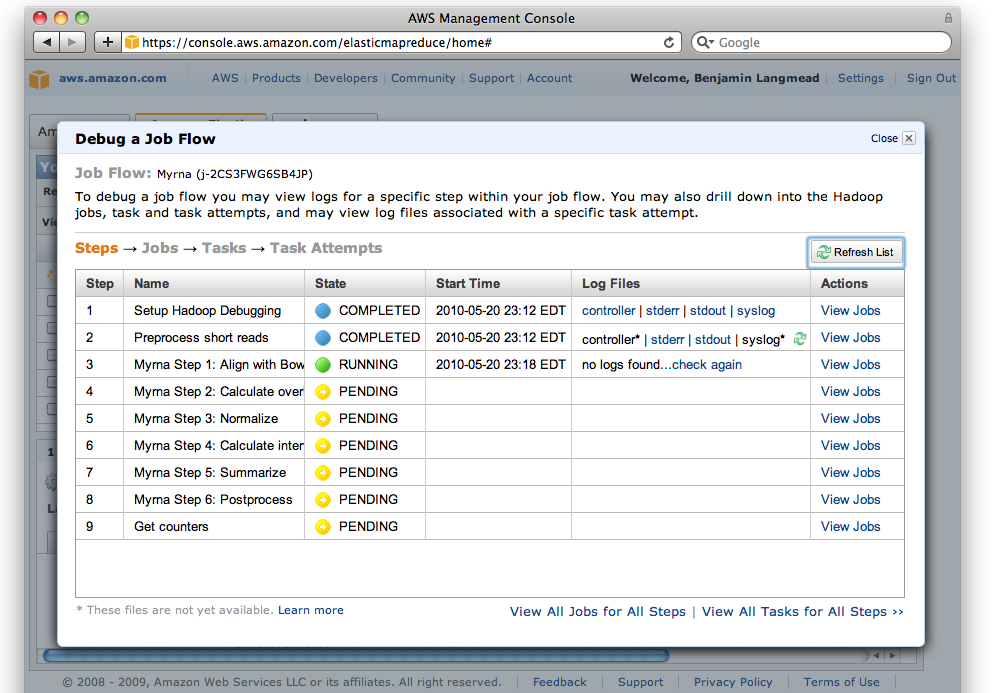 AWS Management Console
https://console.aws.amazon.com/elasticmapreduce/home#
Google
aws.amazon.com
AWS | Products | Developers | Community | Support | Account
Welcome, Benjamin Langmead | Settings | Sign Out
Debug a Job Flow
Close
Job Flow: Myrna (j-2CS3FWG6SB4JP)
To debug a job flow you may view logs for a specific step within your job flow. You may also drill down into the Hadoop
jobs, task and task attempts, and may view log files associated with a specific task attempt.
Steps → Jobs → Tasks → Task Attempts
Refresh List
Step Name State Start Time Log Files Actions
1 Setup Hadoop Debugging COMPLETED 2010-05-20 23:12 EDT controller | stderr | stdout | syslog View Jobs
2 Preprocess short reads COMPLETED 2010-05-20 23:12 EDT controller* | stderr | stdout | syslog* View Jobs
3 Myrna Step 1: Align with Bow RUNNING 2010-05-20 23:18 EDT no logs found...check again View Jobs
4 Myrna Step 2: Calculate over PENDING View Jobs
5 Myrna Step 3: Normalize PENDING View Jobs
6 Myrna Step 4: Calculate inter PENDING View Jobs
7 Myrna Step 5: Summarize PENDING View Jobs
8 Myrna Step 6: Postprocess PENDING View Jobs
9 Get counters PENDING View Jobs
* These files are not yet available. Learn more
View All Jobs for All Steps | View All Tasks for All Steps >>
© 2008 - 2009, Amazon Web Services LLC or its affiliates. All right reserved. | Feedback | Support | Privacy Policy | Terms of Use